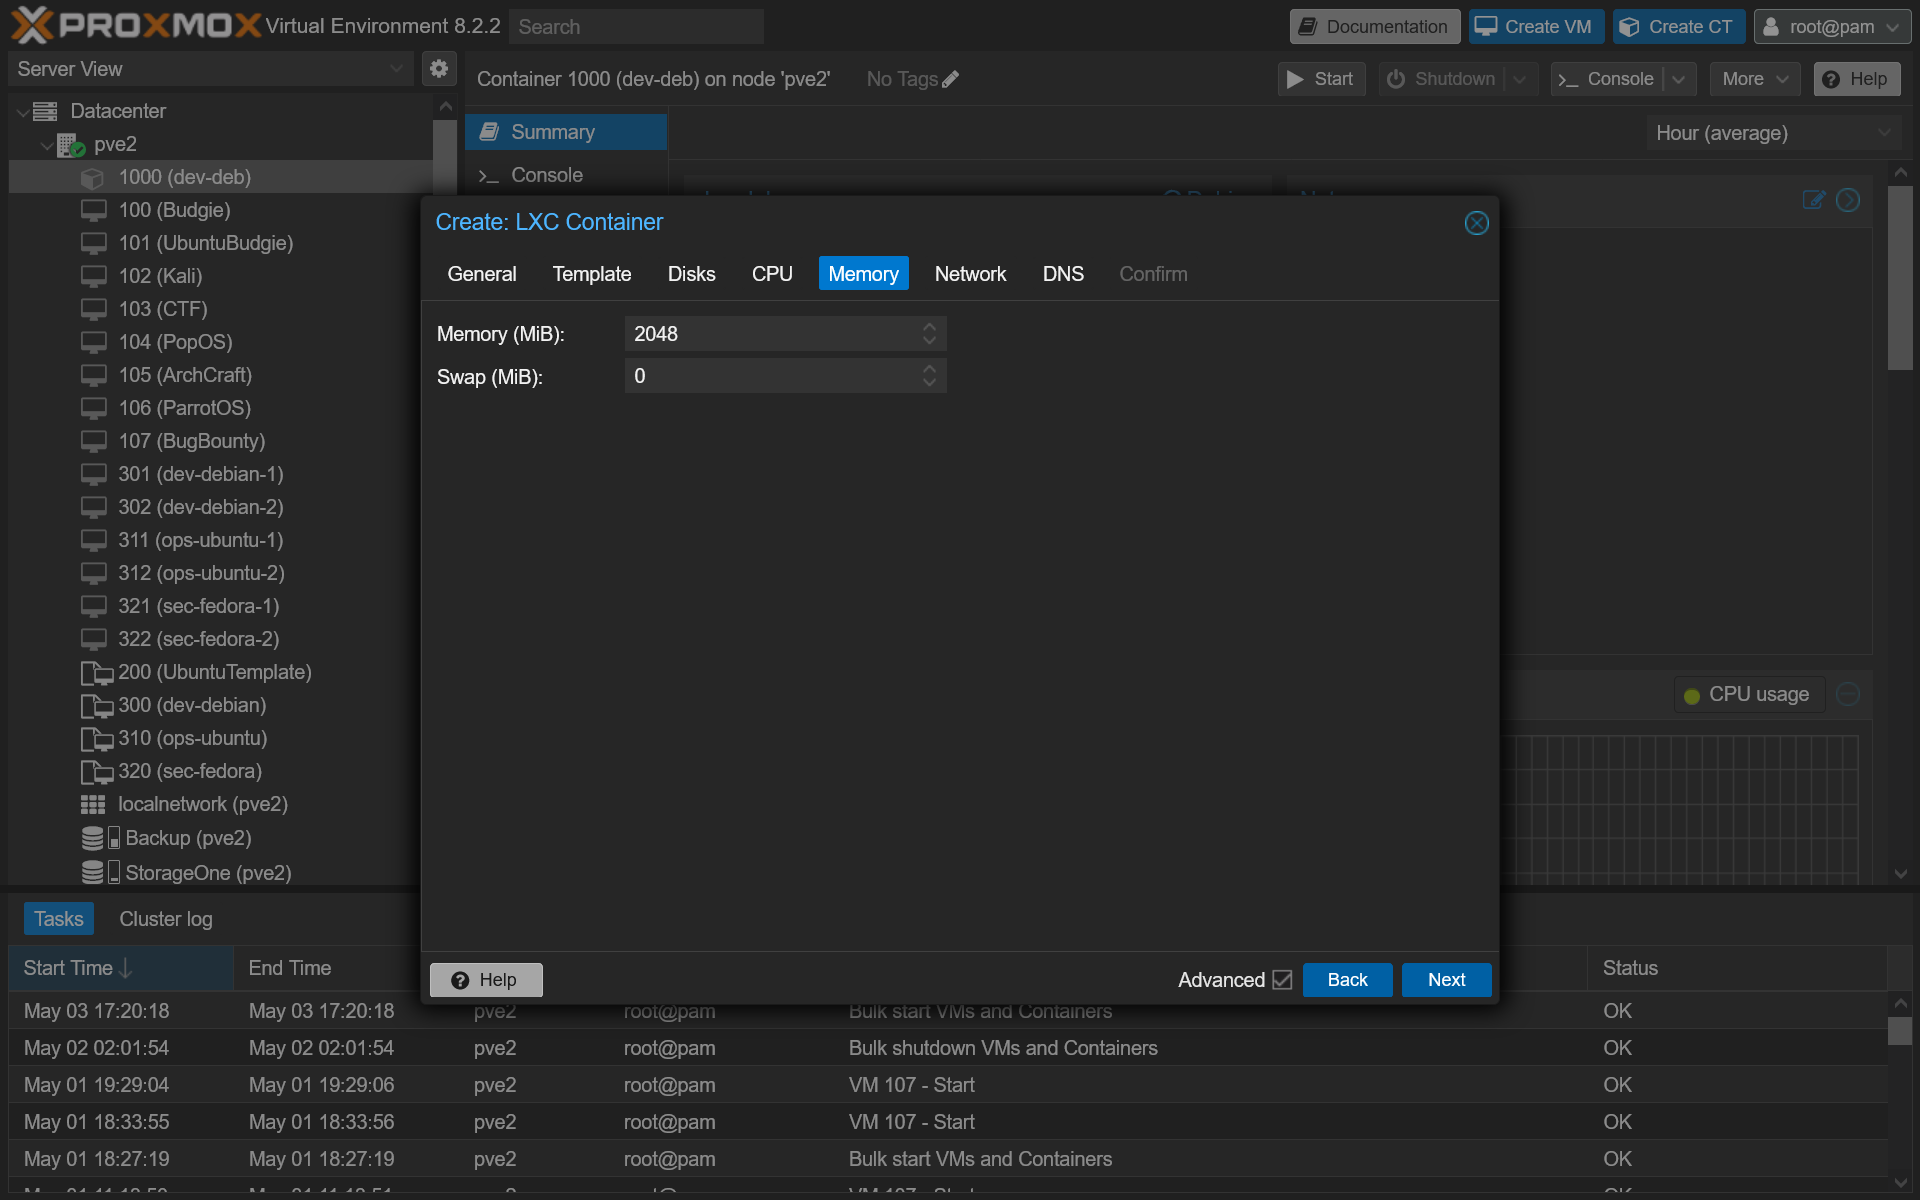 PROXMOX Virtual Environment 8.2.2 Search Documentation Create VM Create CT root@pam
Server View
Container 1000 (dev-deb) on node 'pve2' No Tags Start Shutdown Console More Help
Datacenter
pve2
1000 (dev-deb)
100 (Budgie)
101 (UbuntuBudgie)
102 (Kali)
103 (CTF)
104 (PopOS)
105 (ArchCraft)
106 (ParrotOS)
107 (BugBounty)
301 (dev-debian-1)
302 (dev-debian-2)
311 (ops-ubuntu-1)
312 (ops-ubuntu-2)
321 (sec-fedora-1)
322 (sec-fedora-2)
200 (UbuntuTemplate)
300 (dev-debian)
310 (ops-ubuntu)
320 (sec-fedora)
localnetwork (pve2)
Backup (pve2)
StorageOne (pve2)
Summary
Console
Hour (average)
Create: LXC Container
General Template Disks CPU Memory Network DNS Confirm
Memory (MiB): 2048
Swap (MiB): 0
Help Advanced Back Next
CPU usage
Tasks Cluster log
Start Time End Time Status
May 03 17:20:18 May 03 17:20:18 pve2 root@pam Bulk start VMs and Containers OK
May 02 02:01:54 May 02 02:01:54 pve2 root@pam Bulk shutdown VMs and Containers OK
May 01 19:29:04 May 01 19:29:06 pve2 root@pam VM 107 - Start OK
May 01 18:33:55 May 01 18:33:56 pve2 root@pam VM 107 - Start OK
May 01 18:27:19 May 01 18:27:19 pve2 root@pam Bulk start VMs and Containers OK